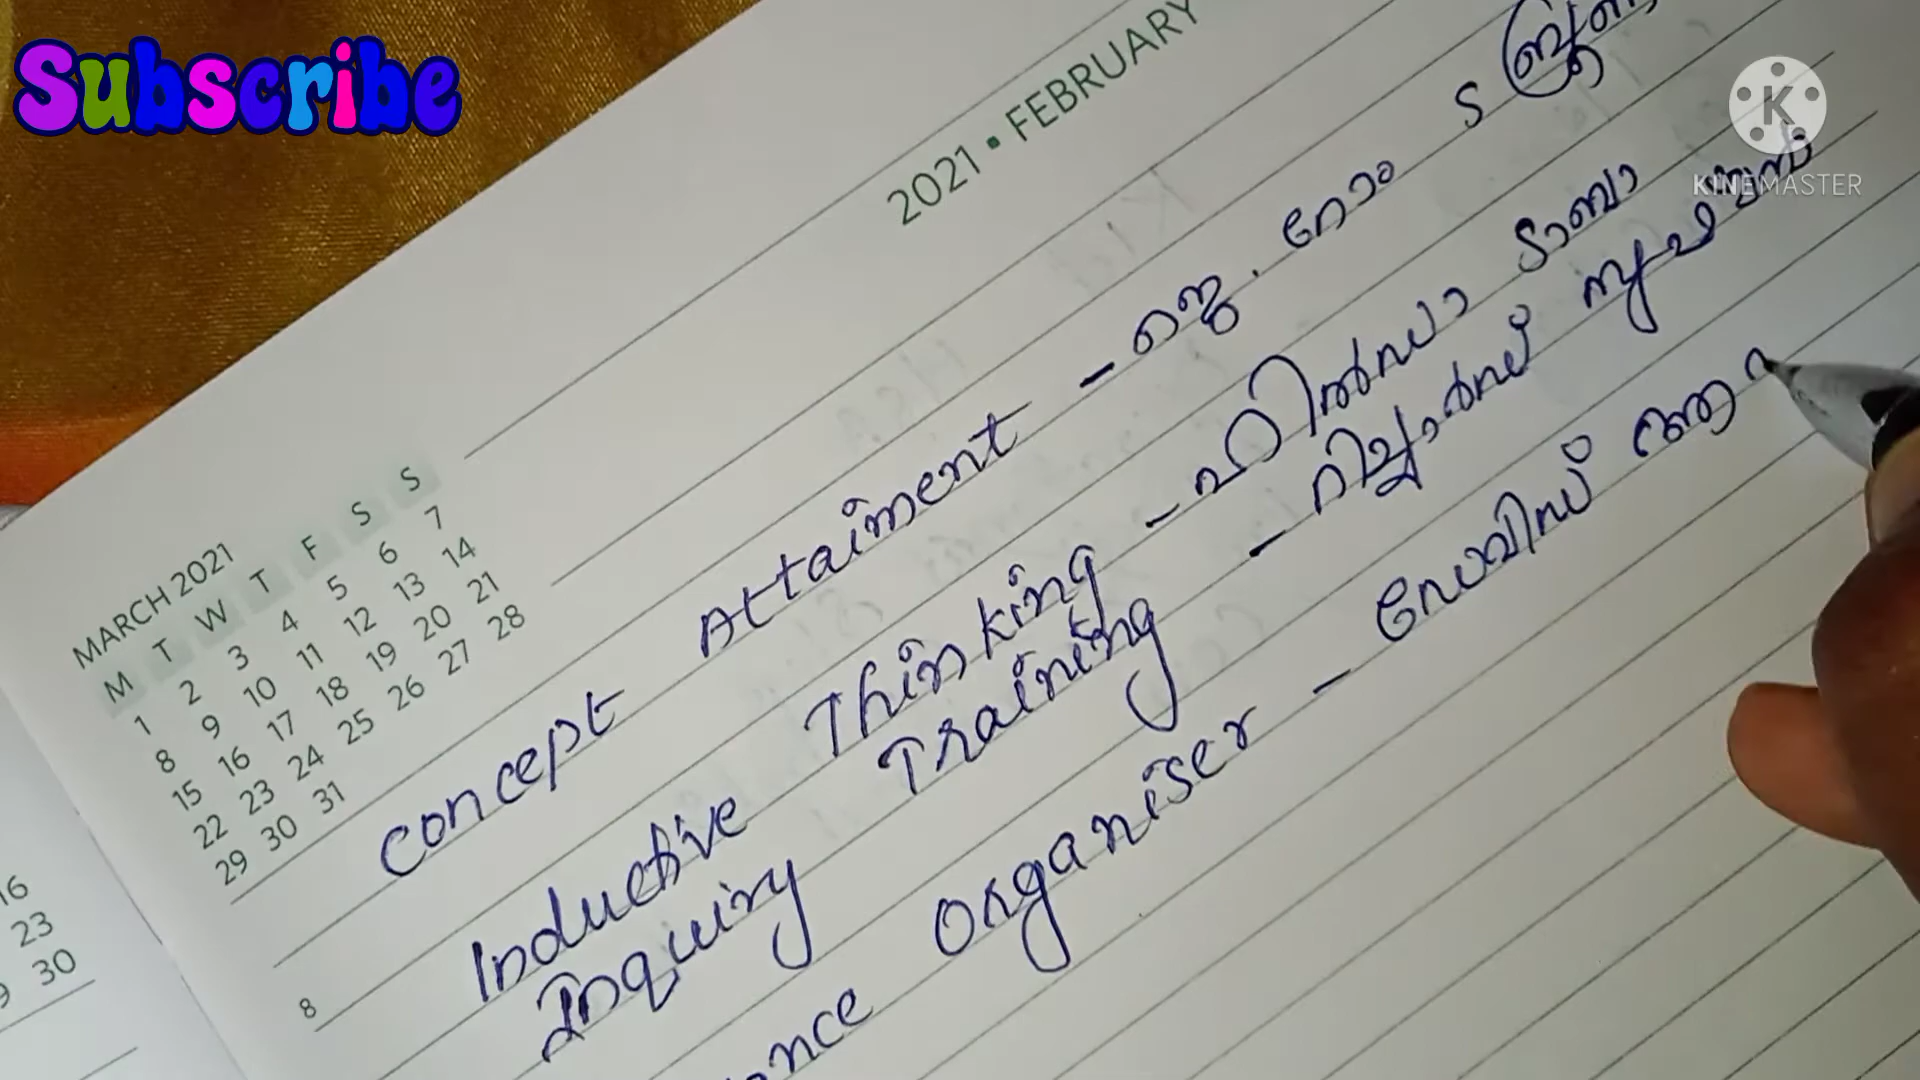 Subscribe
2021 • FEBRUARY
KINEMASTER
MARCH 2021
M T W T F S S
1 2 3 4 5 6 7
8 9 10 11 12 13 14
15 16 17 18 19 20 21
22 23 24 25 26 27 28
29 30 31
16
23
30
8
concept Attaiment - ജെ. റോം
Inductive Thinking - ഹിൽഡാ ടാബാ
Inquiry Training - റിച്ചാർഡ്
Organiser - ഡേവിഡ്